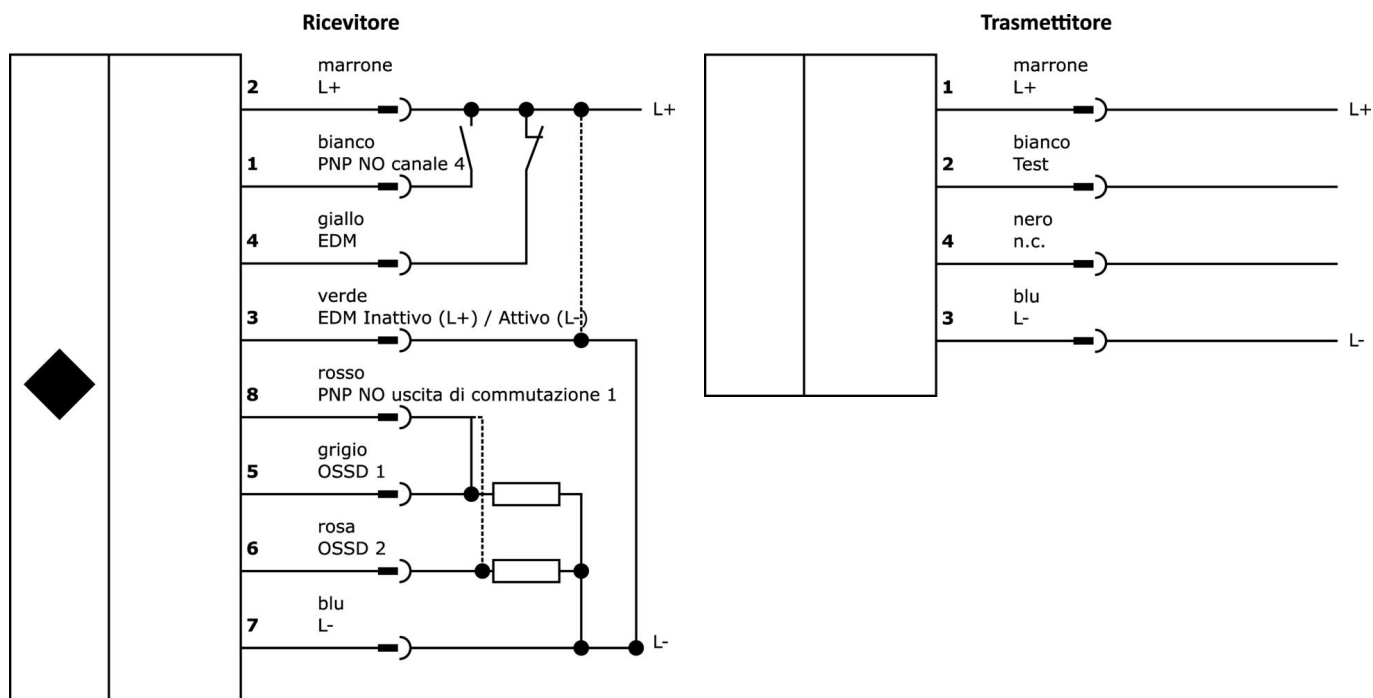 Ricevitore
marrone
2 L+
L+
bianco
1 PNP NO canale 4
giallo
4 EDM
verde
3 EDM Inattivo (L+) / Attivo (L-)
rosso
8 PNP NO uscita di commutazione 1
grigio
5 OSSD 1
rosa
6 OSSD 2
blu
7 L-
L-
Trasmettitore
marrone
1 L+
L+
bianco
2 Test
nero
4 n.c.
blu
3 L-
L-